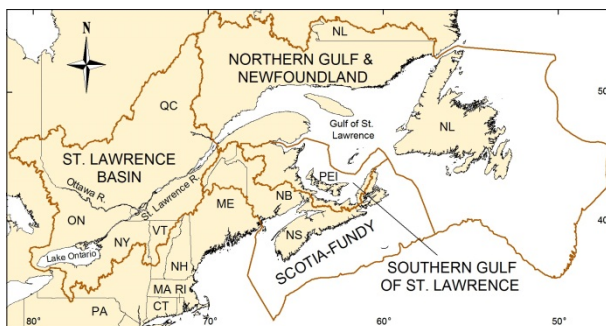 N
NL
NORTHERN GULF &
NEWFOUNDLAND
50°
QC
Gulf of St.
Lawrence
NL
ST. LAWRENCE
BASIN
Ottawa R.
St. Lawrence R.
PEI
ON
ME
NB
NY
VT
NS
Lake Ontario
SCOTIA-FUNDY
NH
SOUTHERN GULF
OF ST. LAWRENCE
MA RI
PA
CT
80°
70°
60°
50°